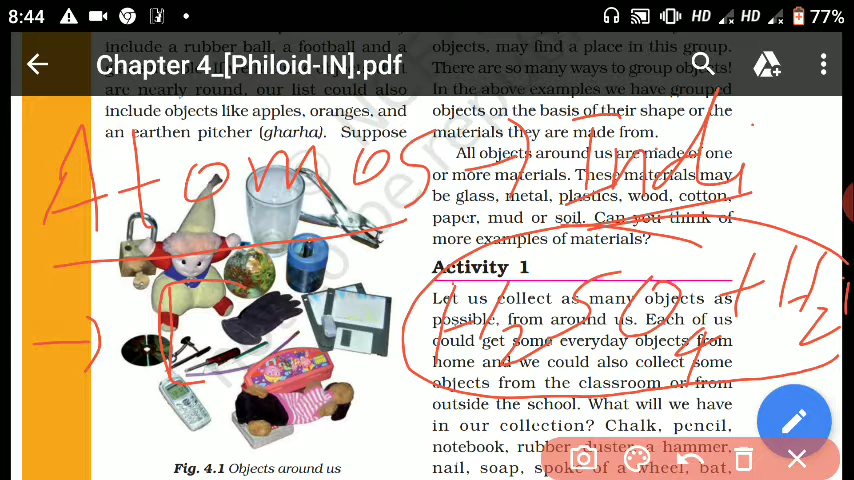 8:44 HD HD 77%
Chapter 4_[Philoid-IN].pdf
include a rubber ball, a football and a
are nearly round, our list could also
include objects like apples, oranges, and
an earthen pitcher (gharha). Suppose
Fig. 4.1 Objects around us
objects, may find a place in this group.
There are so many ways to group objects!
In the above examples we have grouped
objects on the basis of their shape or the
materials they are made from.
All objects around us are made of one
or more materials. These materials may
be glass, metal, plastics, wood, cotton,
paper, mud or soil. Can you think of
more examples of materials?
Activity 1
Let us collect as many objects as
possible, from around us. Each of us
could get some everyday objects from
home and we could also collect some
objects from the classroom or from
outside the school. What will we have
in our collection? Chalk, pencil,
notebook, rubber, duster, a hammer,
nail, soap, spoke of a wheel, bat,
Atomos → Indi
H2SO4 + H2